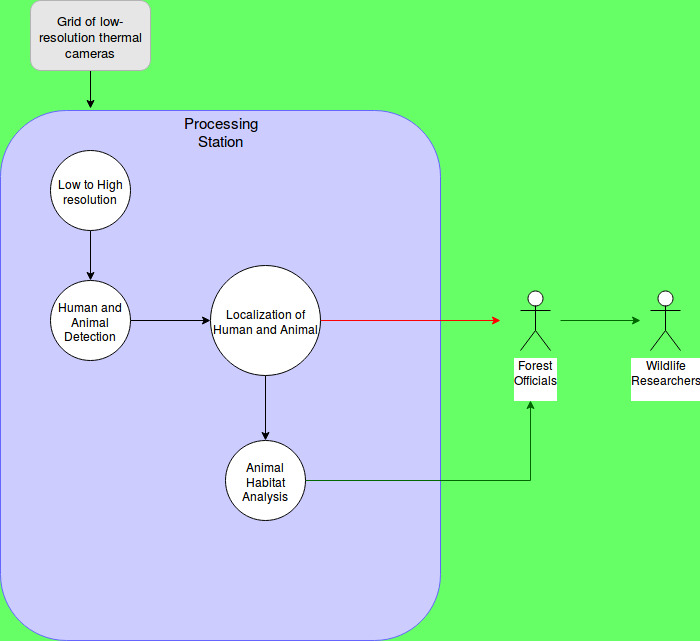 Grid of low-
resolution thermal
cameras
Processing
Station
Low to High
resolution
Human and
Animal
Detection
Localization of
Human and Animal
Animal
Habitat
Analysis
Forest
Officials
Wildlife
Researchers